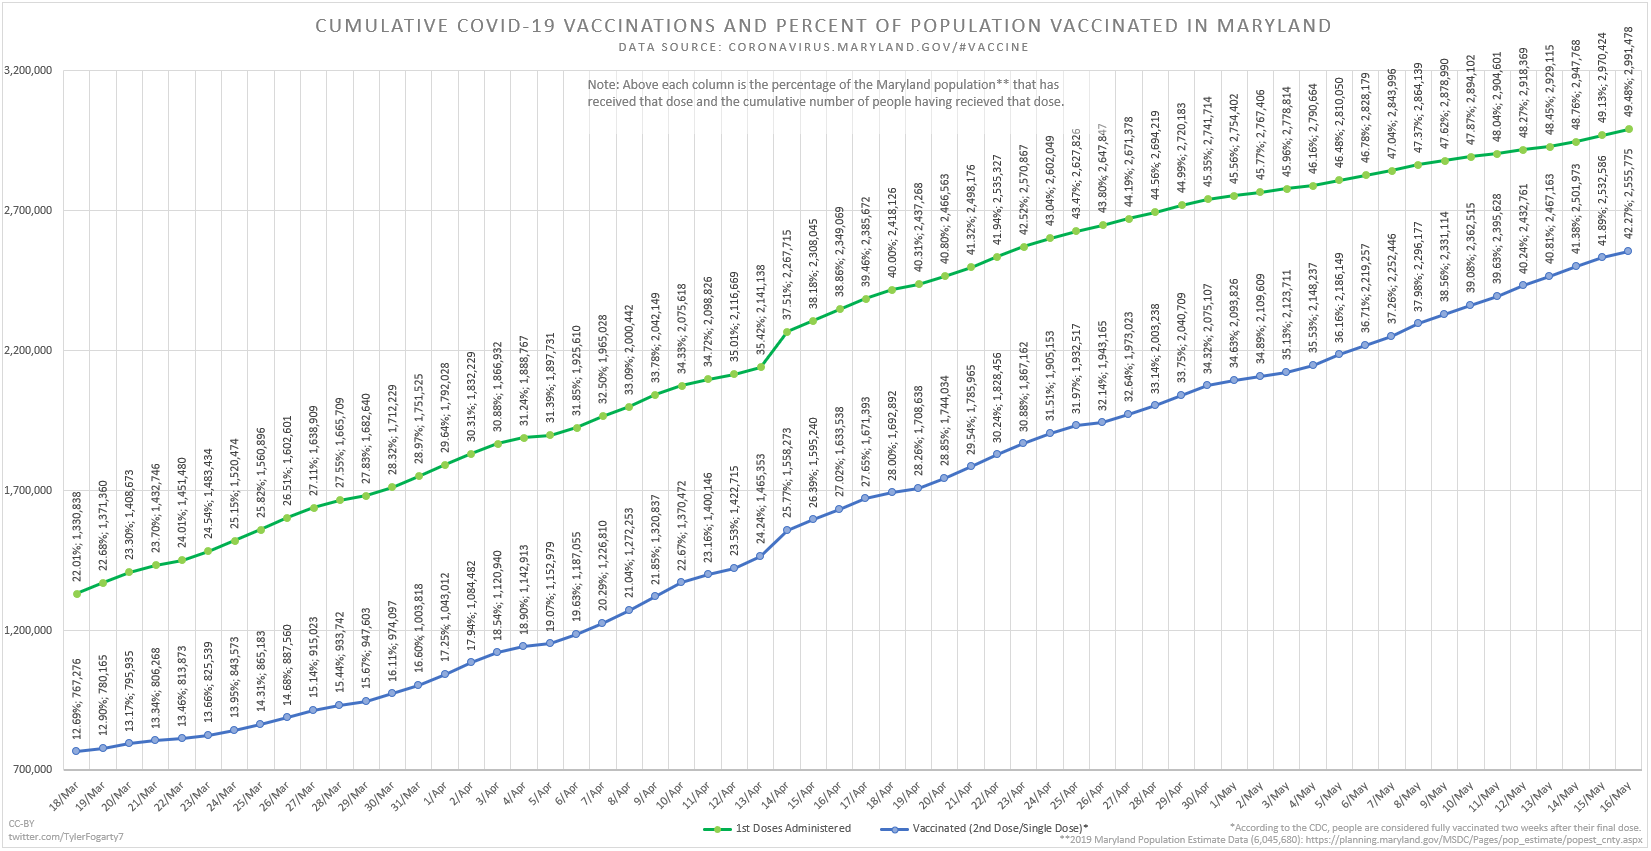 CUMULATIVE COVID-19 VACCINATIONS AND PERCENT OF POPULATION VACCINATED IN MARYLAND
DATA SOURCE: CORONAVIRUS.MARYLAND.GOV/#VACCINE
Note: Above each column is the percentage of the Maryland population** that has
received that dose and the cumulative number of people having recieved that dose.
3,200,000
2,700,000
2,200,000
1,700,000
1,200,000
700,000
22.01%; 1,330,838
22.68%; 1,371,360
23.30%; 1,408,673
23.70%; 1,432,746
24.01%; 1,451,480
24.54%; 1,483,434
25.15%; 1,520,474
25.82%; 1,560,896
26.51%; 1,602,601
27.11%; 1,638,909
27.55%; 1,665,709
27.83%; 1,682,640
28.32%; 1,712,229
28.97%; 1,751,525
29.64%; 1,792,028
30.31%; 1,832,229
30.88%; 1,866,932
31.24%; 1,888,767
31.39%; 1,897,731
31.85%; 1,925,610
32.50%; 1,965,028
33.09%; 2,000,442
33.78%; 2,042,149
34.33%; 2,075,618
34.72%; 2,098,826
35.01%; 2,116,669
35.42%; 2,141,138
37.51%; 2,267,715
38.18%; 2,308,045
38.86%; 2,349,069
39.46%; 2,385,672
40.00%; 2,418,126
40.31%; 2,437,268
40.80%; 2,466,563
41.32%; 2,498,176
41.94%; 2,535,327
42.52%; 2,570,867
43.04%; 2,602,049
43.47%; 2,627,826
43.80%; 2,647,847
44.19%; 2,671,378
44.56%; 2,694,219
44.99%; 2,720,183
45.35%; 2,741,714
45.56%; 2,754,402
45.77%; 2,767,406
45.96%; 2,778,814
46.16%; 2,790,664
46.48%; 2,810,050
46.78%; 2,828,179
47.04%; 2,843,996
47.37%; 2,864,139
47.62%; 2,878,990
47.87%; 2,894,102
48.04%; 2,904,601
48.27%; 2,918,369
48.45%; 2,929,115
48.76%; 2,947,768
49.13%; 2,970,424
49.48%; 2,991,478
12.69%; 767,276
12.90%; 780,165
13.17%; 795,935
13.34%; 806,268
13.46%; 813,873
13.66%; 825,539
13.95%; 843,573
14.31%; 865,183
14.68%; 887,560
15.14%; 915,023
15.44%; 933,742
15.67%; 947,603
16.11%; 974,097
16.60%; 1,003,818
17.25%; 1,043,012
17.94%; 1,084,482
18.54%; 1,120,940
18.90%; 1,142,913
19.07%; 1,152,979
19.63%; 1,187,055
20.29%; 1,226,810
21.04%; 1,272,253
21.85%; 1,320,837
22.67%; 1,370,472
23.16%; 1,400,146
23.53%; 1,422,715
24.24%; 1,465,353
25.77%; 1,558,273
26.39%; 1,595,240
27.02%; 1,633,538
27.65%; 1,671,393
28.00%; 1,692,892
28.26%; 1,708,638
28.85%; 1,744,034
29.54%; 1,785,965
30.24%; 1,828,456
30.88%; 1,867,162
31.51%; 1,905,153
31.97%; 1,932,517
32.14%; 1,943,165
32.64%; 1,973,023
33.14%; 2,003,238
33.75%; 2,040,709
34.32%; 2,075,107
34.63%; 2,093,826
34.89%; 2,109,609
35.13%; 2,123,711
35.53%; 2,148,237
36.16%; 2,186,149
36.71%; 2,219,257
37.26%; 2,252,446
37.98%; 2,296,177
38.56%; 2,331,114
39.08%; 2,362,515
39.63%; 2,395,628
40.24%; 2,432,761
40.81%; 2,467,163
41.38%; 2,501,973
41.89%; 2,532,586
42.27%; 2,555,775
18/Mar
19/Mar
20/Mar
21/Mar
22/Mar
23/Mar
24/Mar
25/Mar
26/Mar
27/Mar
28/Mar
29/Mar
30/Mar
31/Mar
1/Apr
2/Apr
3/Apr
4/Apr
5/Apr
6/Apr
7/Apr
8/Apr
9/Apr
10/Apr
11/Apr
12/Apr
13/Apr
14/Apr
15/Apr
16/Apr
17/Apr
18/Apr
19/Apr
20/Apr
21/Apr
22/Apr
23/Apr
24/Apr
25/Apr
26/Apr
27/Apr
28/Apr
29/Apr
30/Apr
1/May
2/May
3/May
4/May
5/May
6/May
7/May
8/May
9/May
10/May
11/May
12/May
13/May
14/May
15/May
16/May
CC-BY
twitter.com/TylerFogarty7
1st Doses Administered
Vaccinated (2nd Dose/Single Dose)*
*According to the CDC, people are considered fully vaccinated two weeks after their final dose.
**2019 Maryland Population Estimate Data (6,045,680): https://planning.maryland.gov/MSDC/Pages/pop_estimate/popest_cnty.aspx